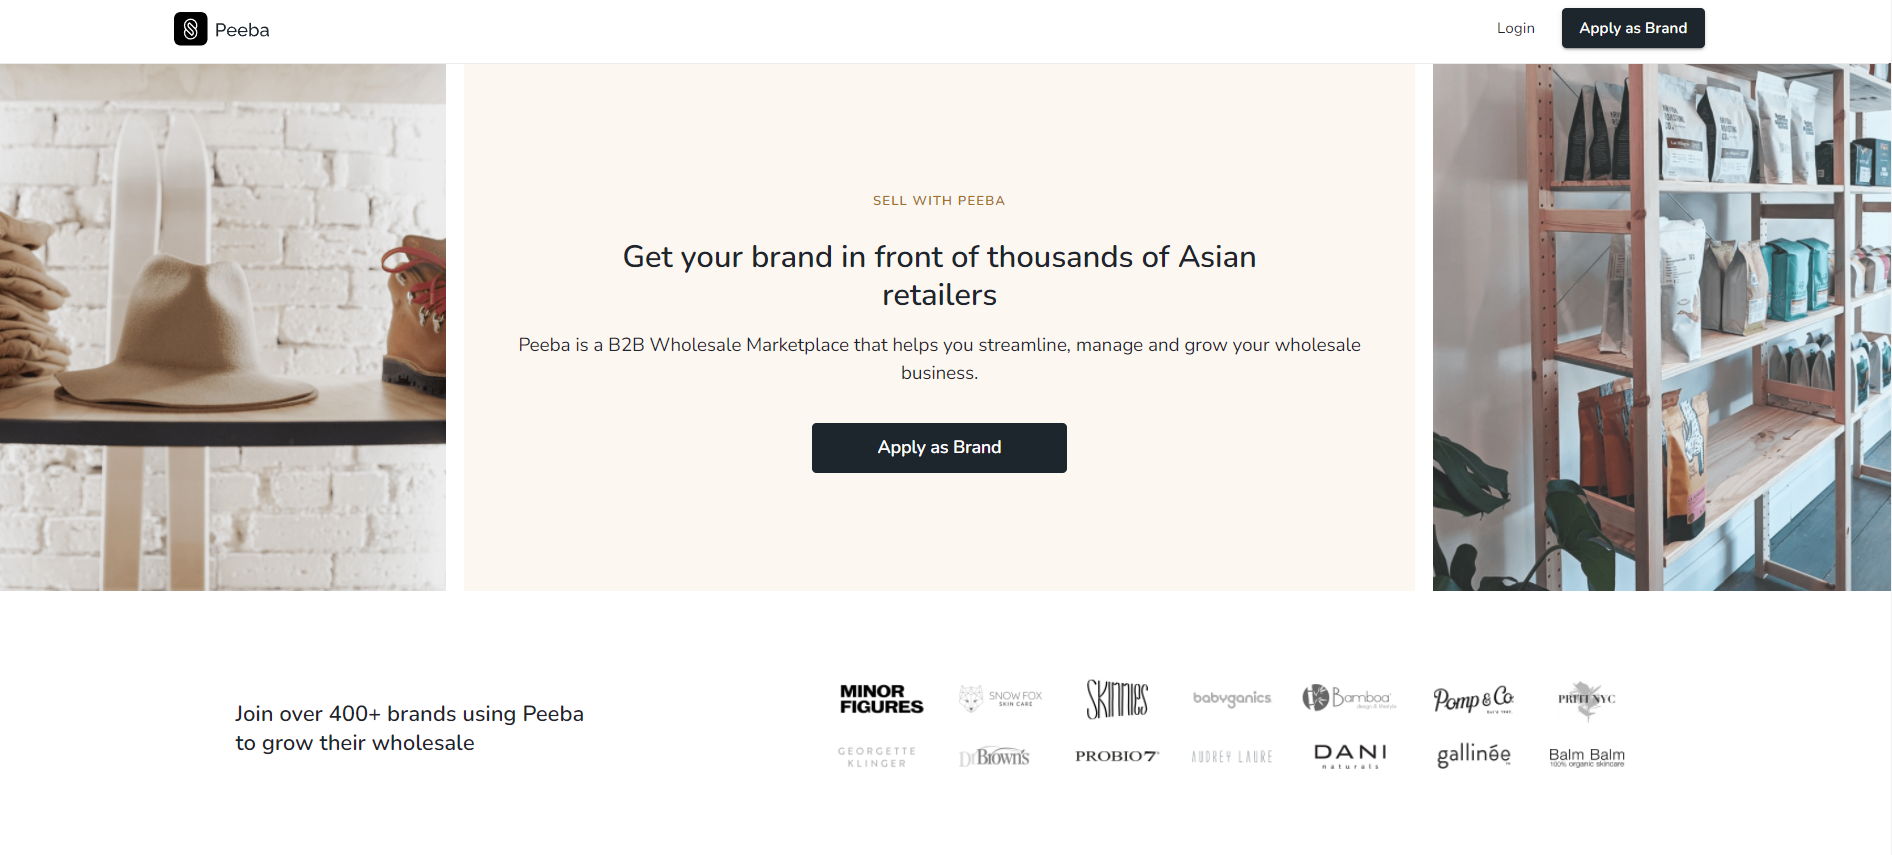 Peeba
Login
Apply as Brand
SELL WITH PEEBA
Get your brand in front of thousands of Asian
retailers
Peeba is a B2B Wholesale Marketplace that helps you streamline, manage and grow your wholesale
business.
Apply as Brand
Join over 400+ brands using Peeba
to grow their wholesale
MINOR
FIGURES
SNOW FOX
SKIN CARE
SKINNIES
babyganics
Bamboa
design & lifestyle
Pomp & Co.
PRITI NYC
GEORGETTE
KLINGER
Dr Brown's
PROBIO7
AUDREY LAURE
DANI
naturals
gallinée
Balm Balm
100% organic skincare